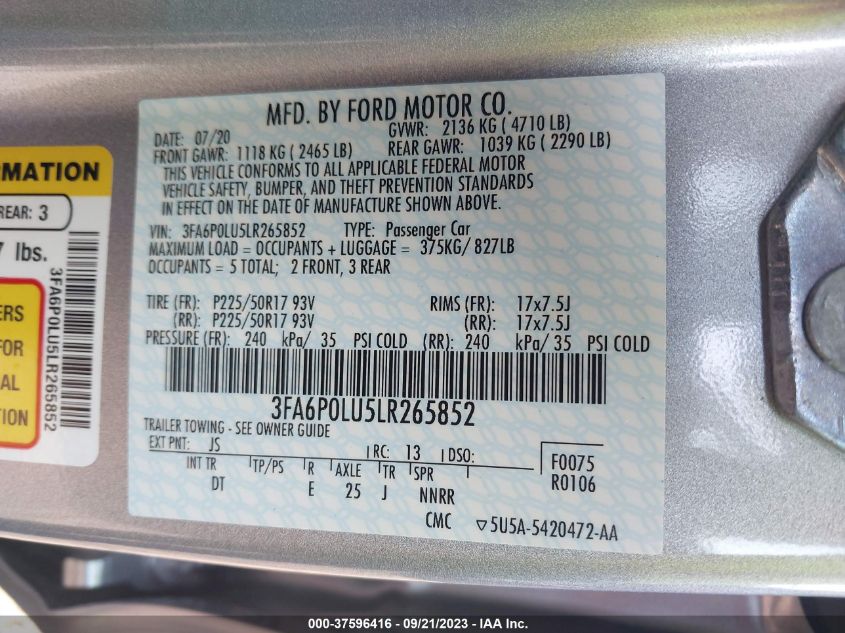 MFD. BY FORD MOTOR CO.
DATE: 07/20 GVWR: 2136 KG ( 4710 LB)
FRONT GAWR: 1118 KG ( 2465 LB) REAR GAWR: 1039 KG ( 2290 LB)
THIS VEHICLE CONFORMS TO ALL APPLICABLE FEDERAL MOTOR
VEHICLE SAFETY, BUMPER, AND THEFT PREVENTION STANDARDS
IN EFFECT ON THE DATE OF MANUFACTURE SHOWN ABOVE.
VIN: 3FA6P0LU5LR265852 TYPE: Passenger Car
MAXIMUM LOAD = OCCUPANTS + LUGGAGE = 375KG/ 827LB
OCCUPANTS = 5 TOTAL; 2 FRONT, 3 REAR
TIRE (FR): P225/50R17 93V RIMS (FR): 17x7.5J
(RR): P225/50R17 93V (RR): 17x7.5J
PRESSURE (FR): 240 kPa/ 35 PSI COLD (RR): 240 kPa/ 35 PSI COLD
3FA6P0LU5LR265852
TRAILER TOWING - SEE OWNER GUIDE
EXT PNT: JS RC: 13 DSO: F0075
INT TR TP/PS R AXLE TR SPR R0106
DT E 25 J NNRR
CMC ▽5U5A-5420472-AA
ORMATION
REAR: 3
7 lbs.
ERS
FOR
AL
ON
3FA6P0LU5LR265852
000-37596416 - 09/21/2023 - IAA Inc.